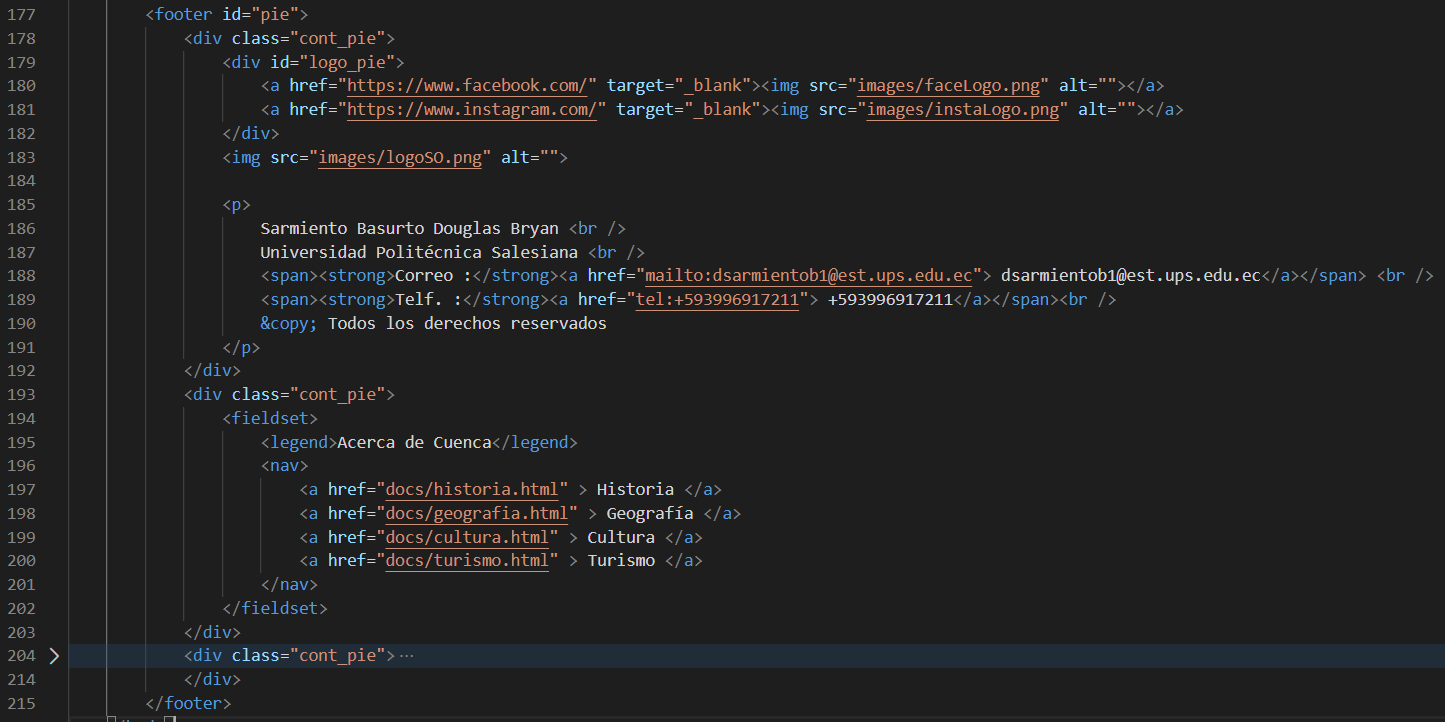 177 <footer id="pie">
178 <div class="cont_pie">
179 <div id="logo_pie">
180 <a href="https://www.facebook.com/" target="_blank"><img src="images/faceLogo.png" alt=""></a>
181 <a href="https://www.instagram.com/" target="_blank"><img src="images/instaLogo.png" alt=""></a>
182 </div>
183 <img src="images/logoSO.png" alt="">
184
185 <p>
186 Sarmiento Basurto Douglas Bryan <br />
187 Universidad Politécnica Salesiana <br />
188 <span><strong>Correo :</strong><a href="mailto:dsarmientob1@est.ups.edu.ec"> dsarmientob1@est.ups.edu.ec</a></span> <br />
189 <span><strong>Telf. :</strong><a href="tel:+593996917211"> +593996917211</a></span><br />
190 &copy; Todos los derechos reservados
191 </p>
192 </div>
193 <div class="cont_pie">
194 <fieldset>
195 <legend>Acerca de Cuenca</legend>
196 <nav>
197 <a href="docs/historia.html" > Historia </a>
198 <a href="docs/geografia.html" > Geografía </a>
199 <a href="docs/cultura.html" > Cultura </a>
200 <a href="docs/turismo.html" > Turismo </a>
201 </nav>
202 </fieldset>
203 </div>
204 <div class="cont_pie">···
214 </div>
215 </footer>